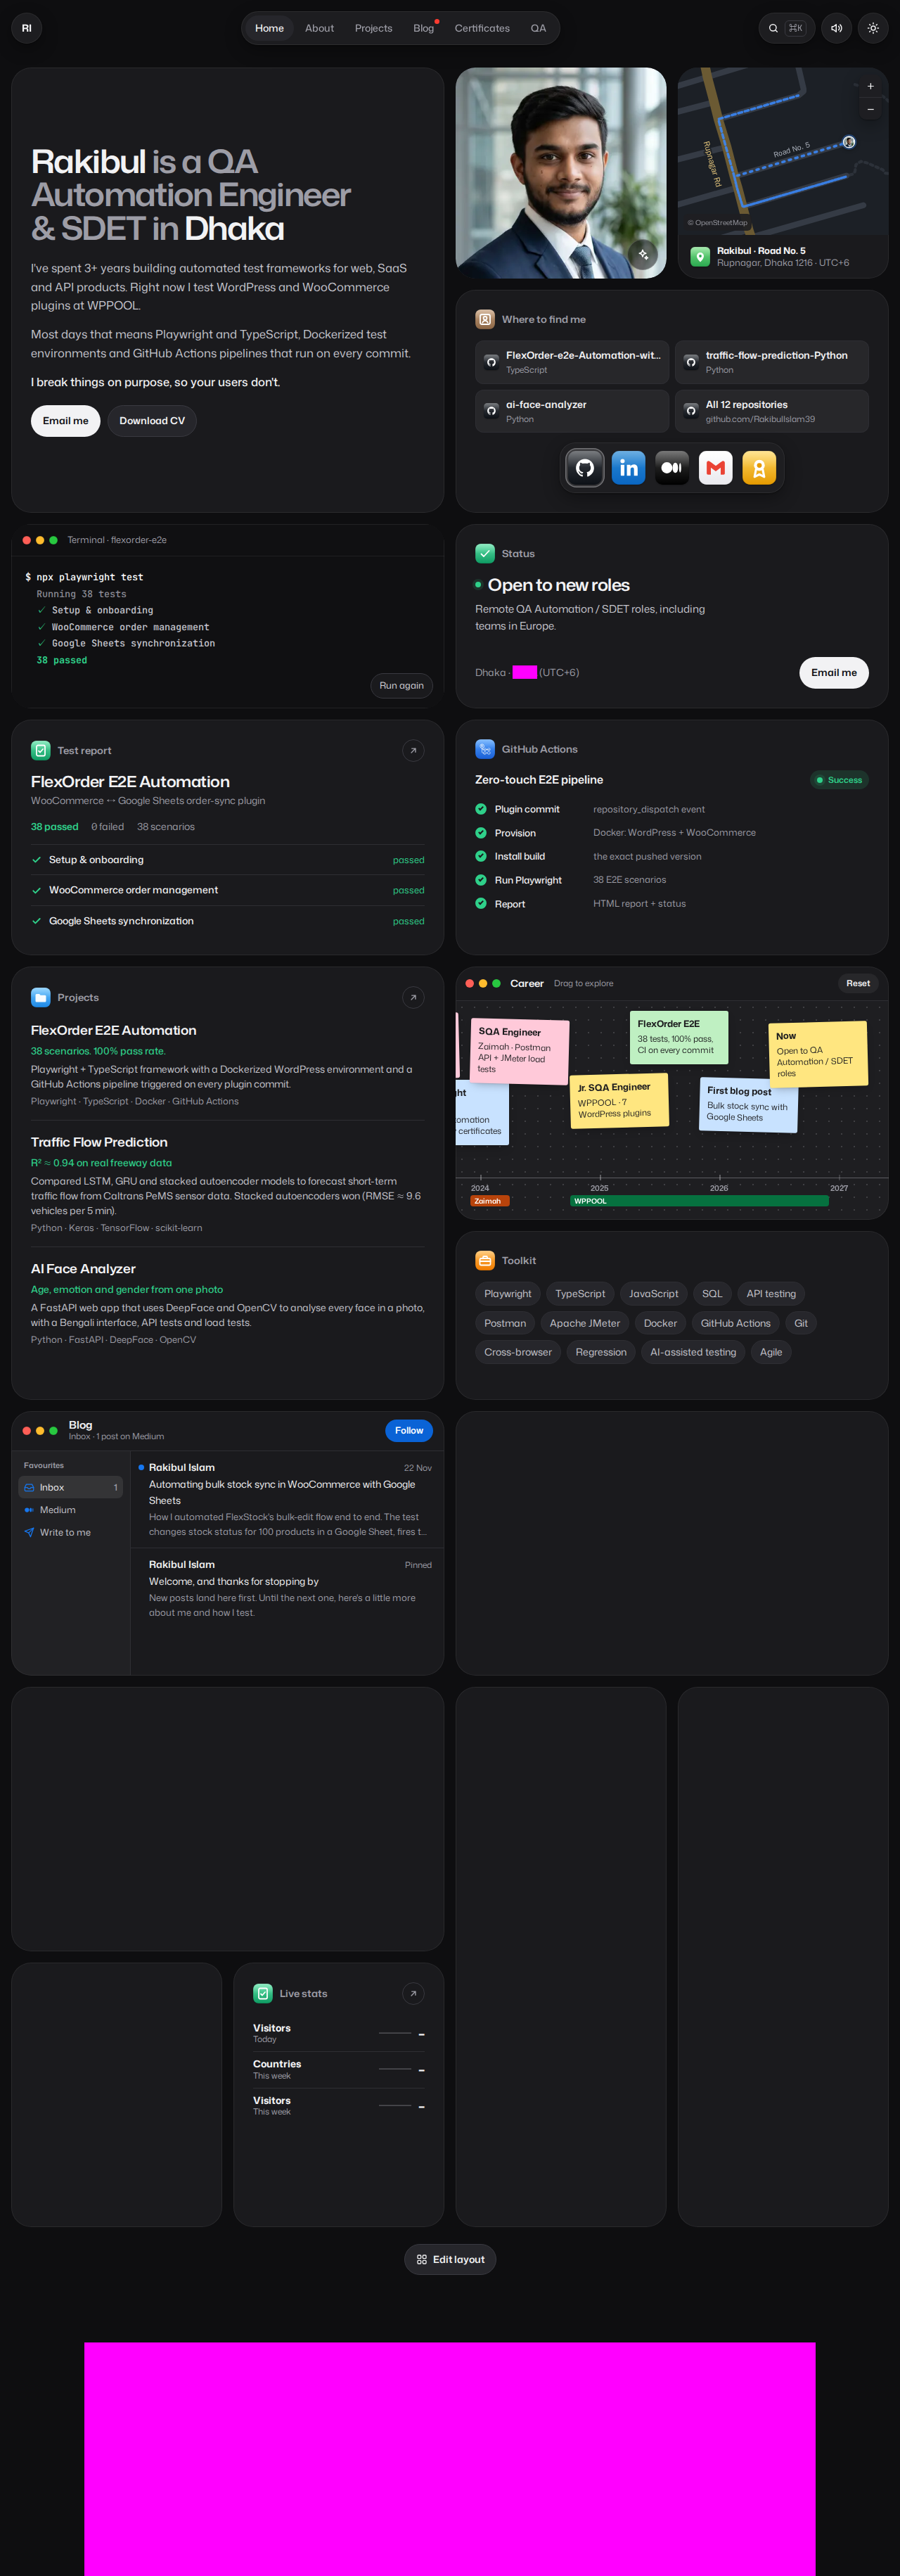 RI
Home About Projects Blog Certificates QA
⌘K
Rakibul is a QA
Automation Engineer
& SDET in Dhaka
I've spent 3+ years building automated test frameworks for web, SaaS
and API products. Right now I test WordPress and WooCommerce
plugins at WPPOOL.
Most days that means Playwright and TypeScript, Dockerized test
environments and GitHub Actions pipelines that run on every commit.
I break things on purpose, so your users don't.
Email me Download CV
Rupnagar Rd
Road No. 5
+
−
© OpenStreetMap
Rakibul · Road No. 5
Rupnagar, Dhaka 1216 · UTC+6
Where to find me
FlexOrder-e2e-Automation-wit...
TypeScript
traffic-flow-prediction-Python
Python
ai-face-analyzer
Python
All 12 repositories
github.com/RakibulIslam39
in
Terminal · flexorder-e2e
$ npx playwright test
Running 38 tests
✓ Setup & onboarding
✓ WooCommerce order management
✓ Google Sheets synchronization
38 passed
Run again
Status
Open to new roles
Remote QA Automation / SDET roles, including
teams in Europe.
Dhaka · (UTC+6)
Email me
Test report
FlexOrder E2E Automation
WooCommerce ↔ Google Sheets order-sync plugin
38 passed 0 failed 38 scenarios
Setup & onboarding passed
WooCommerce order management passed
Google Sheets synchronization passed
GitHub Actions
Zero-touch E2E pipeline Success
Plugin commit repository_dispatch event
Provision Docker: WordPress + WooCommerce
Install build the exact pushed version
Run Playwright 38 E2E scenarios
Report HTML report + status
Projects
FlexOrder E2E Automation
38 scenarios. 100% pass rate.
Playwright + TypeScript framework with a Dockerized WordPress environment and a
GitHub Actions pipeline triggered on every plugin commit.
Playwright · TypeScript · Docker · GitHub Actions
Traffic Flow Prediction
R² ≈ 0.94 on real freeway data
Compared LSTM, GRU and stacked autoencoder models to forecast short-term
traffic flow from Caltrans PeMS sensor data. Stacked autoencoders won (RMSE ≈ 9.6
vehicles per 5 min).
Python · Keras · TensorFlow · scikit-learn
AI Face Analyzer
Age, emotion and gender from one photo
A FastAPI web app that uses DeepFace and OpenCV to analyse every face in a photo,
with a Bengali interface, API tests and load tests.
Python · FastAPI · DeepFace · OpenCV
Career Drag to explore Reset
SQA Engineer
Zaimah · Postman
API + JMeter load
tests
FlexOrder E2E
38 tests, 100% pass,
CI on every commit
Now
Open to QA
Automation / SDET
roles
ght
omation
certificates
Jr. SQA Engineer
WPPOOL · 7
WordPress plugins
First blog post
Bulk stock sync with
Google Sheets
2024 2025 2026 2027
Zaimah WPPOOL
Toolkit
Playwright TypeScript JavaScript SQL API testing
Postman Apache JMeter Docker GitHub Actions Git
Cross-browser Regression AI-assisted testing Agile
Blog
Inbox · 1 post on Medium
Follow
Favourites
Inbox 1
Medium
Write to me
Rakibul Islam 22 Nov
Automating bulk stock sync in WooCommerce with Google
Sheets
How I automated FlexStock's bulk-edit flow end to end. The test
changes stock status for 100 products in a Google Sheet, fires t...
Rakibul Islam Pinned
Welcome, and thanks for stopping by
New posts land here first. Until the next one, here's a little more
about me and how I test.
Live stats
Visitors –
Today
Countries –
This week
Visitors –
This week
Edit layout